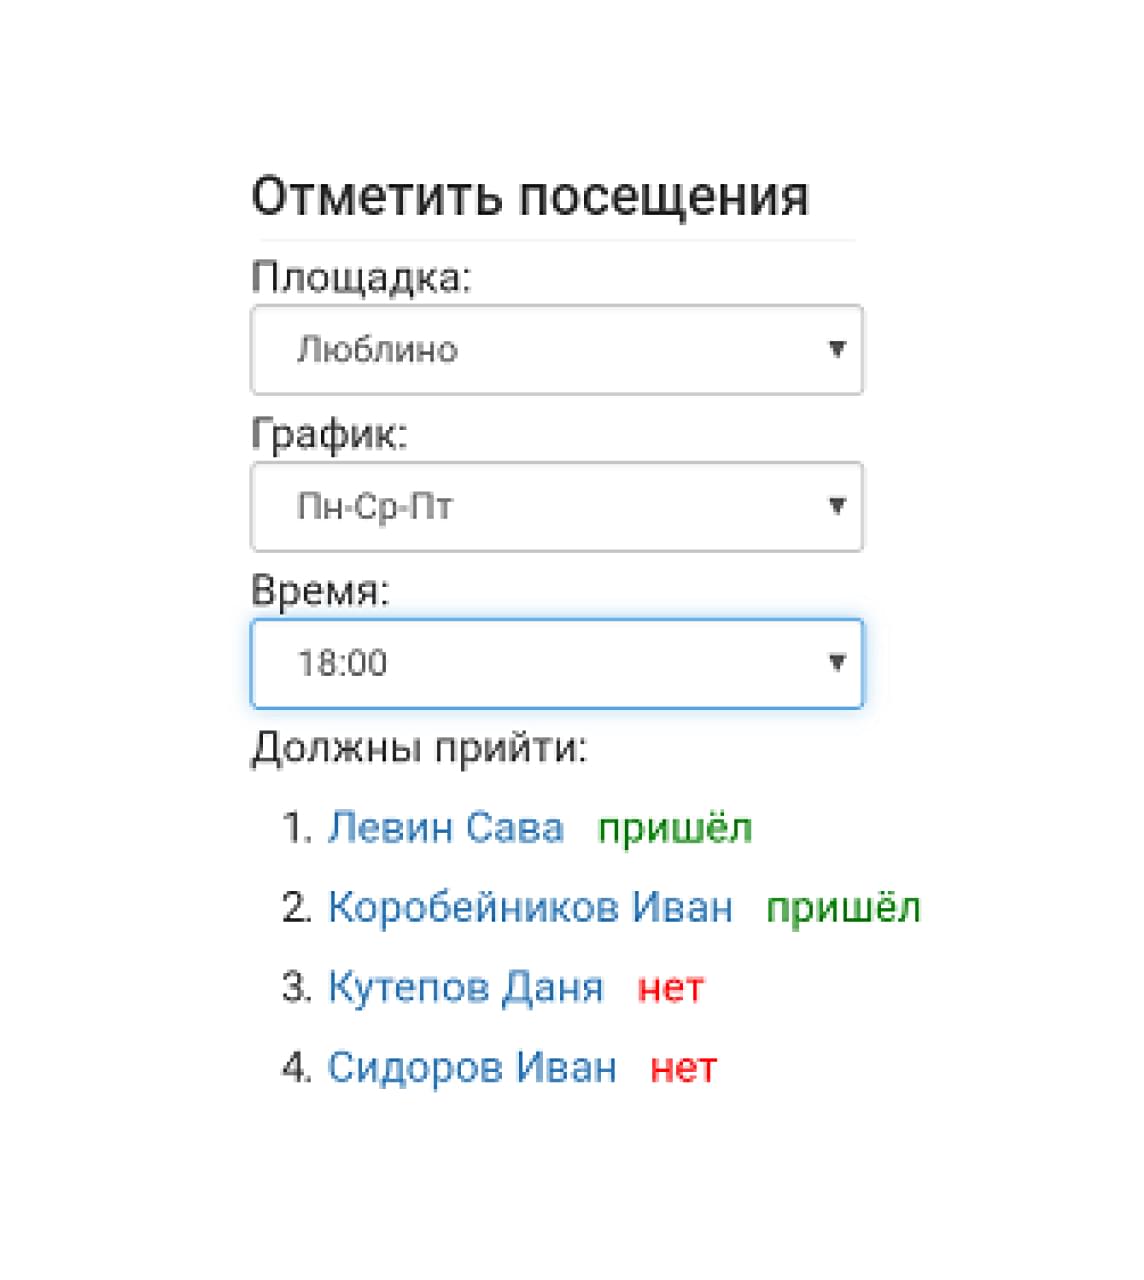 Отметить посещения
Площадка:
Люблино
График:
Пн-Ср-Пт
Время:
18:00
Должны прийти:
1. Левин Сава пришёл
2. Коробейников Иван пришёл
3. Кутепов Даня нет
4. Сидоров Иван нет